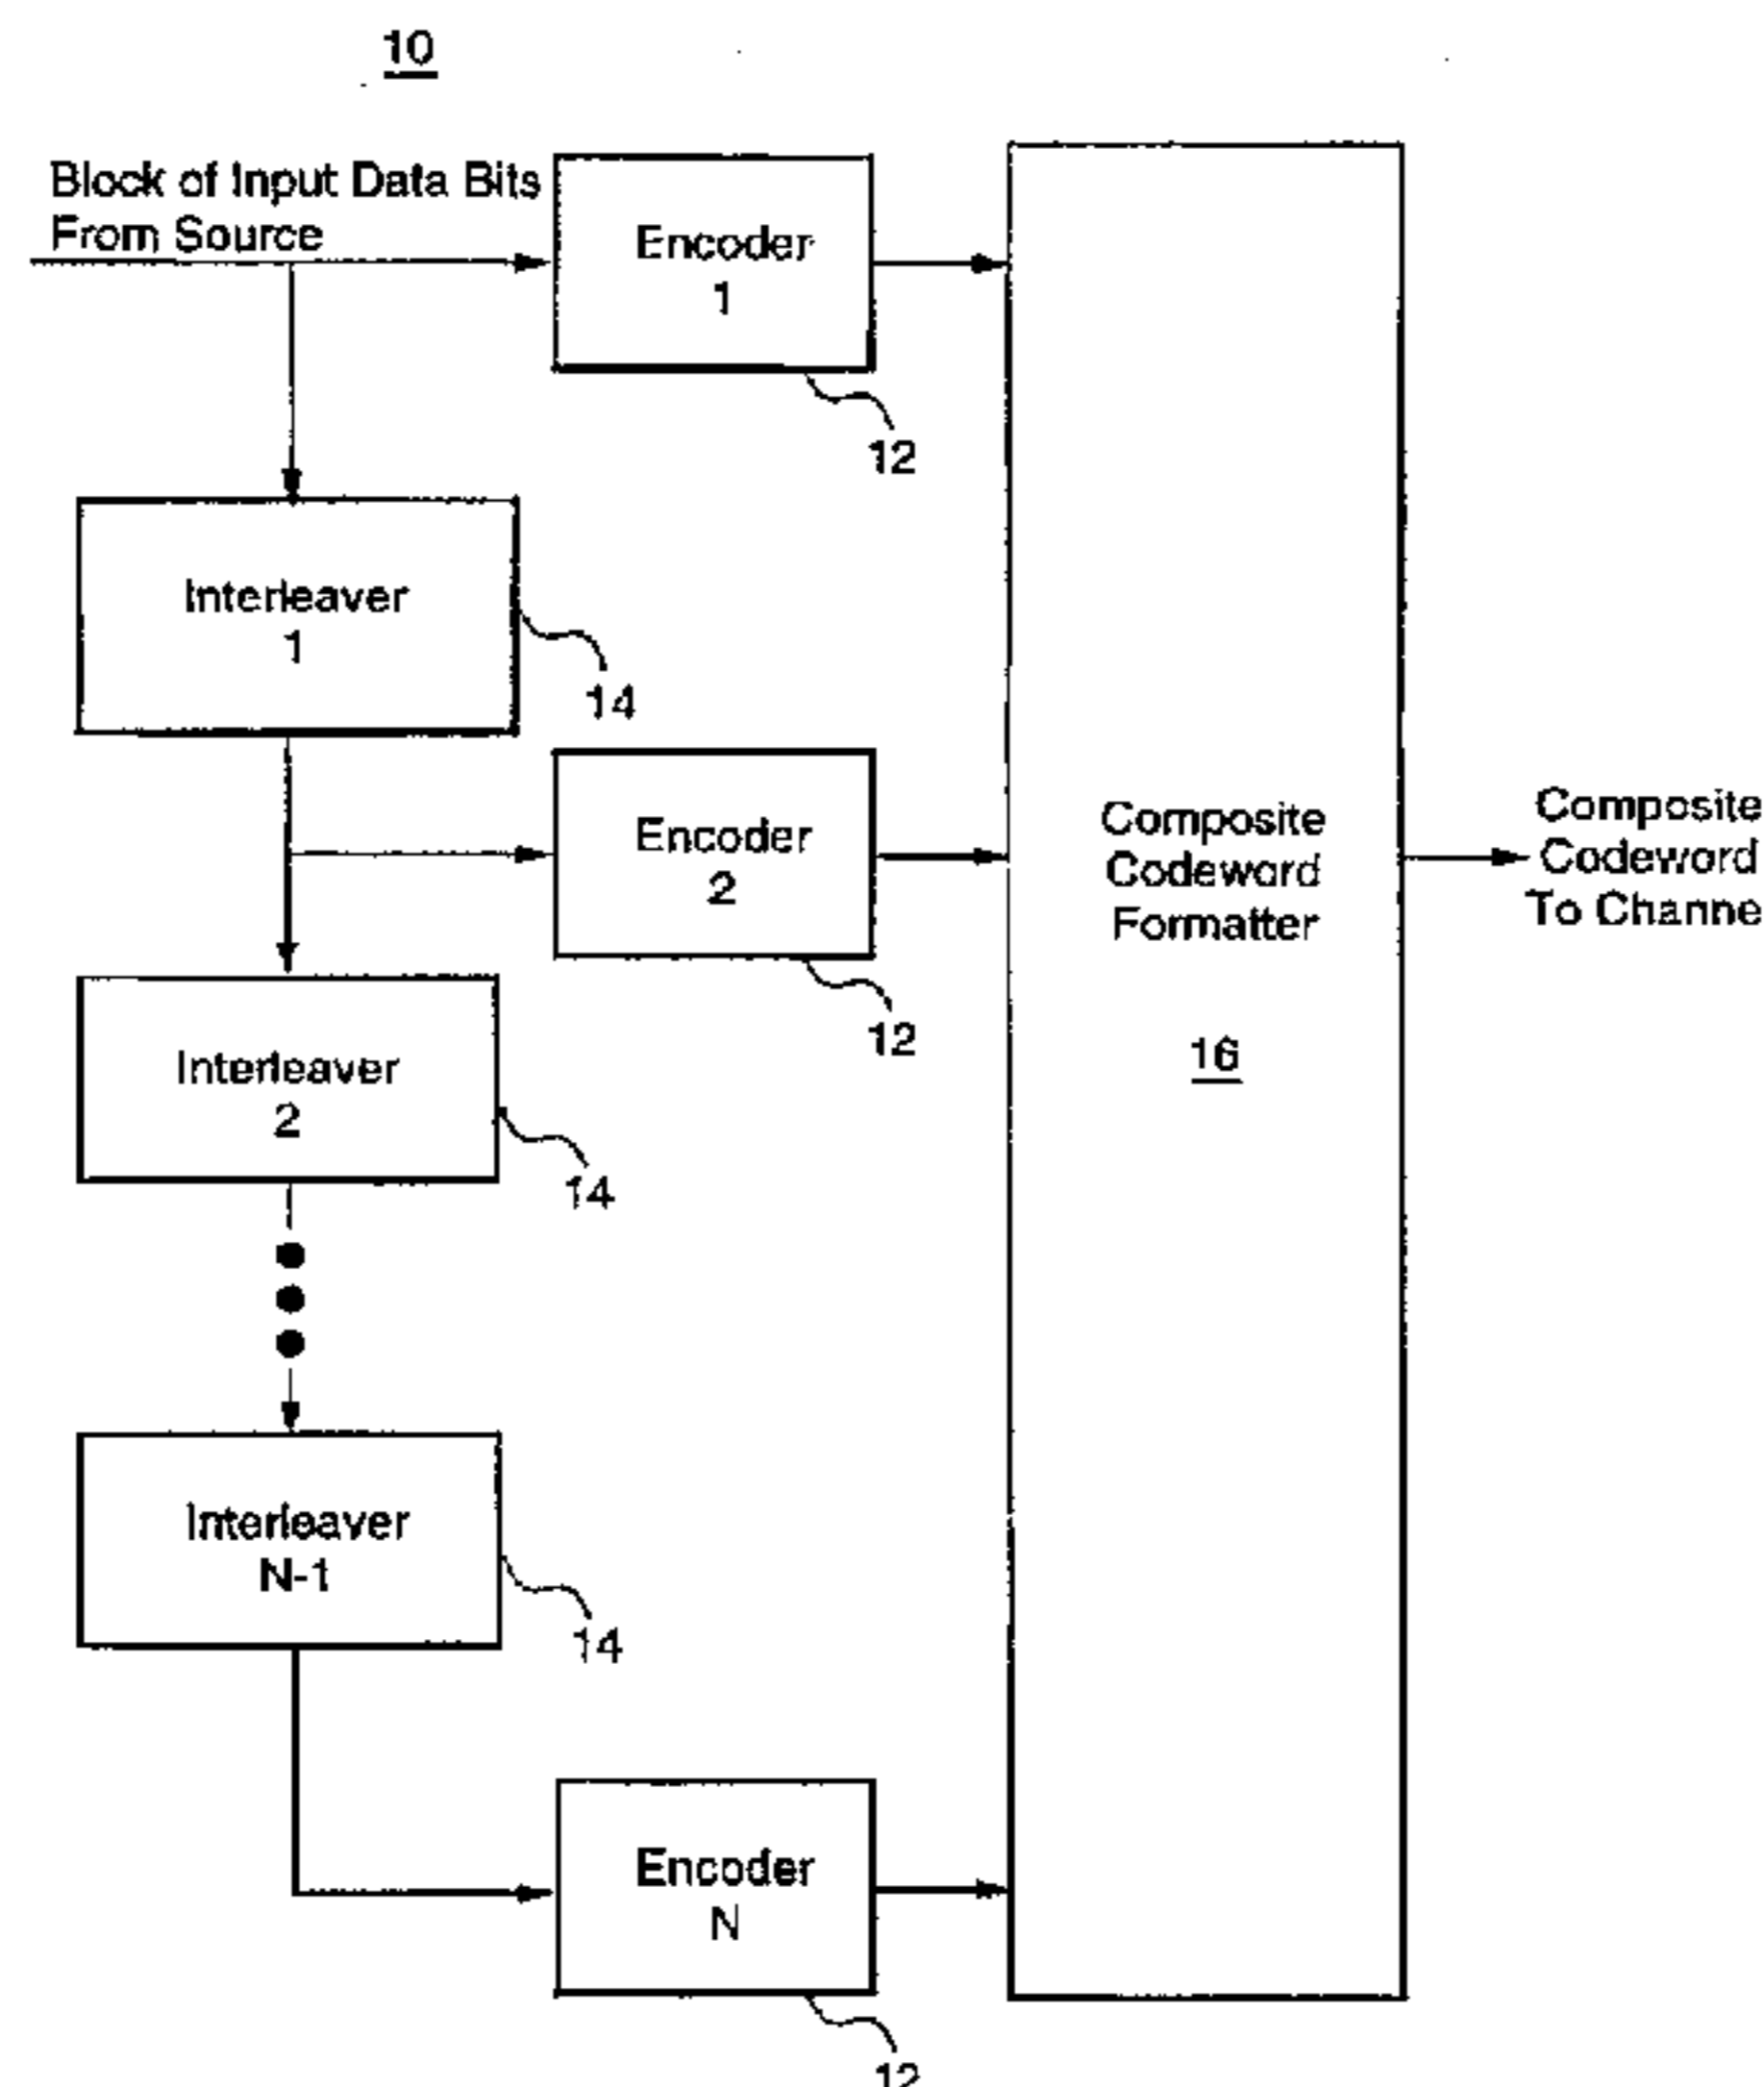 10
Block of Input Data Bits
From Source
Encoder
1
12
Interleaver
1
14
Encoder
2
12
Composite
Codeword
Formatter
16
Composite
Codeword
To Channe
Interleaver
2
14
Interleaver
N-1
14
Encoder
N
12